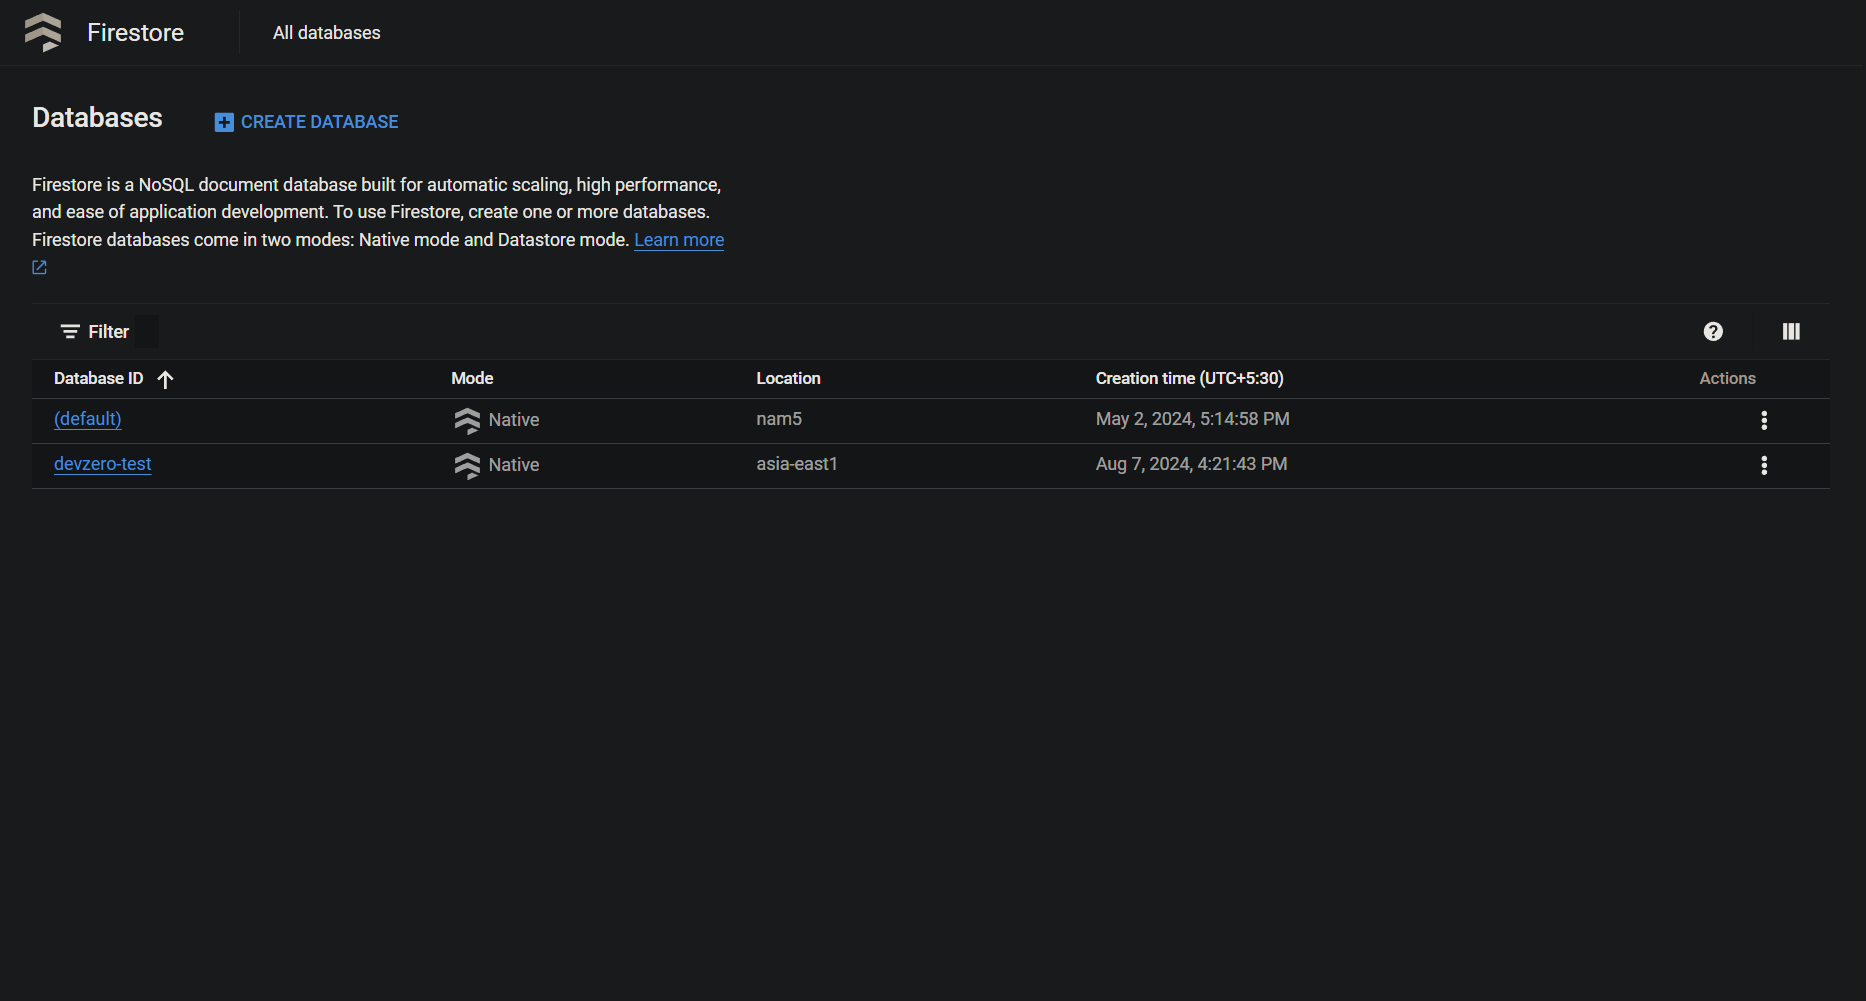 Firestore
All databases
Databases
CREATE DATABASE
Firestore is a NoSQL document database built for automatic scaling, high performance,
and ease of application development. To use Firestore, create one or more databases.
Firestore databases come in two modes: Native mode and Datastore mode. Learn more
Filter
Database ID Mode Location Creation time (UTC+5:30) Actions
(default) Native nam5 May 2, 2024, 5:14:58 PM
devzero-test Native asia-east1 Aug 7, 2024, 4:21:43 PM